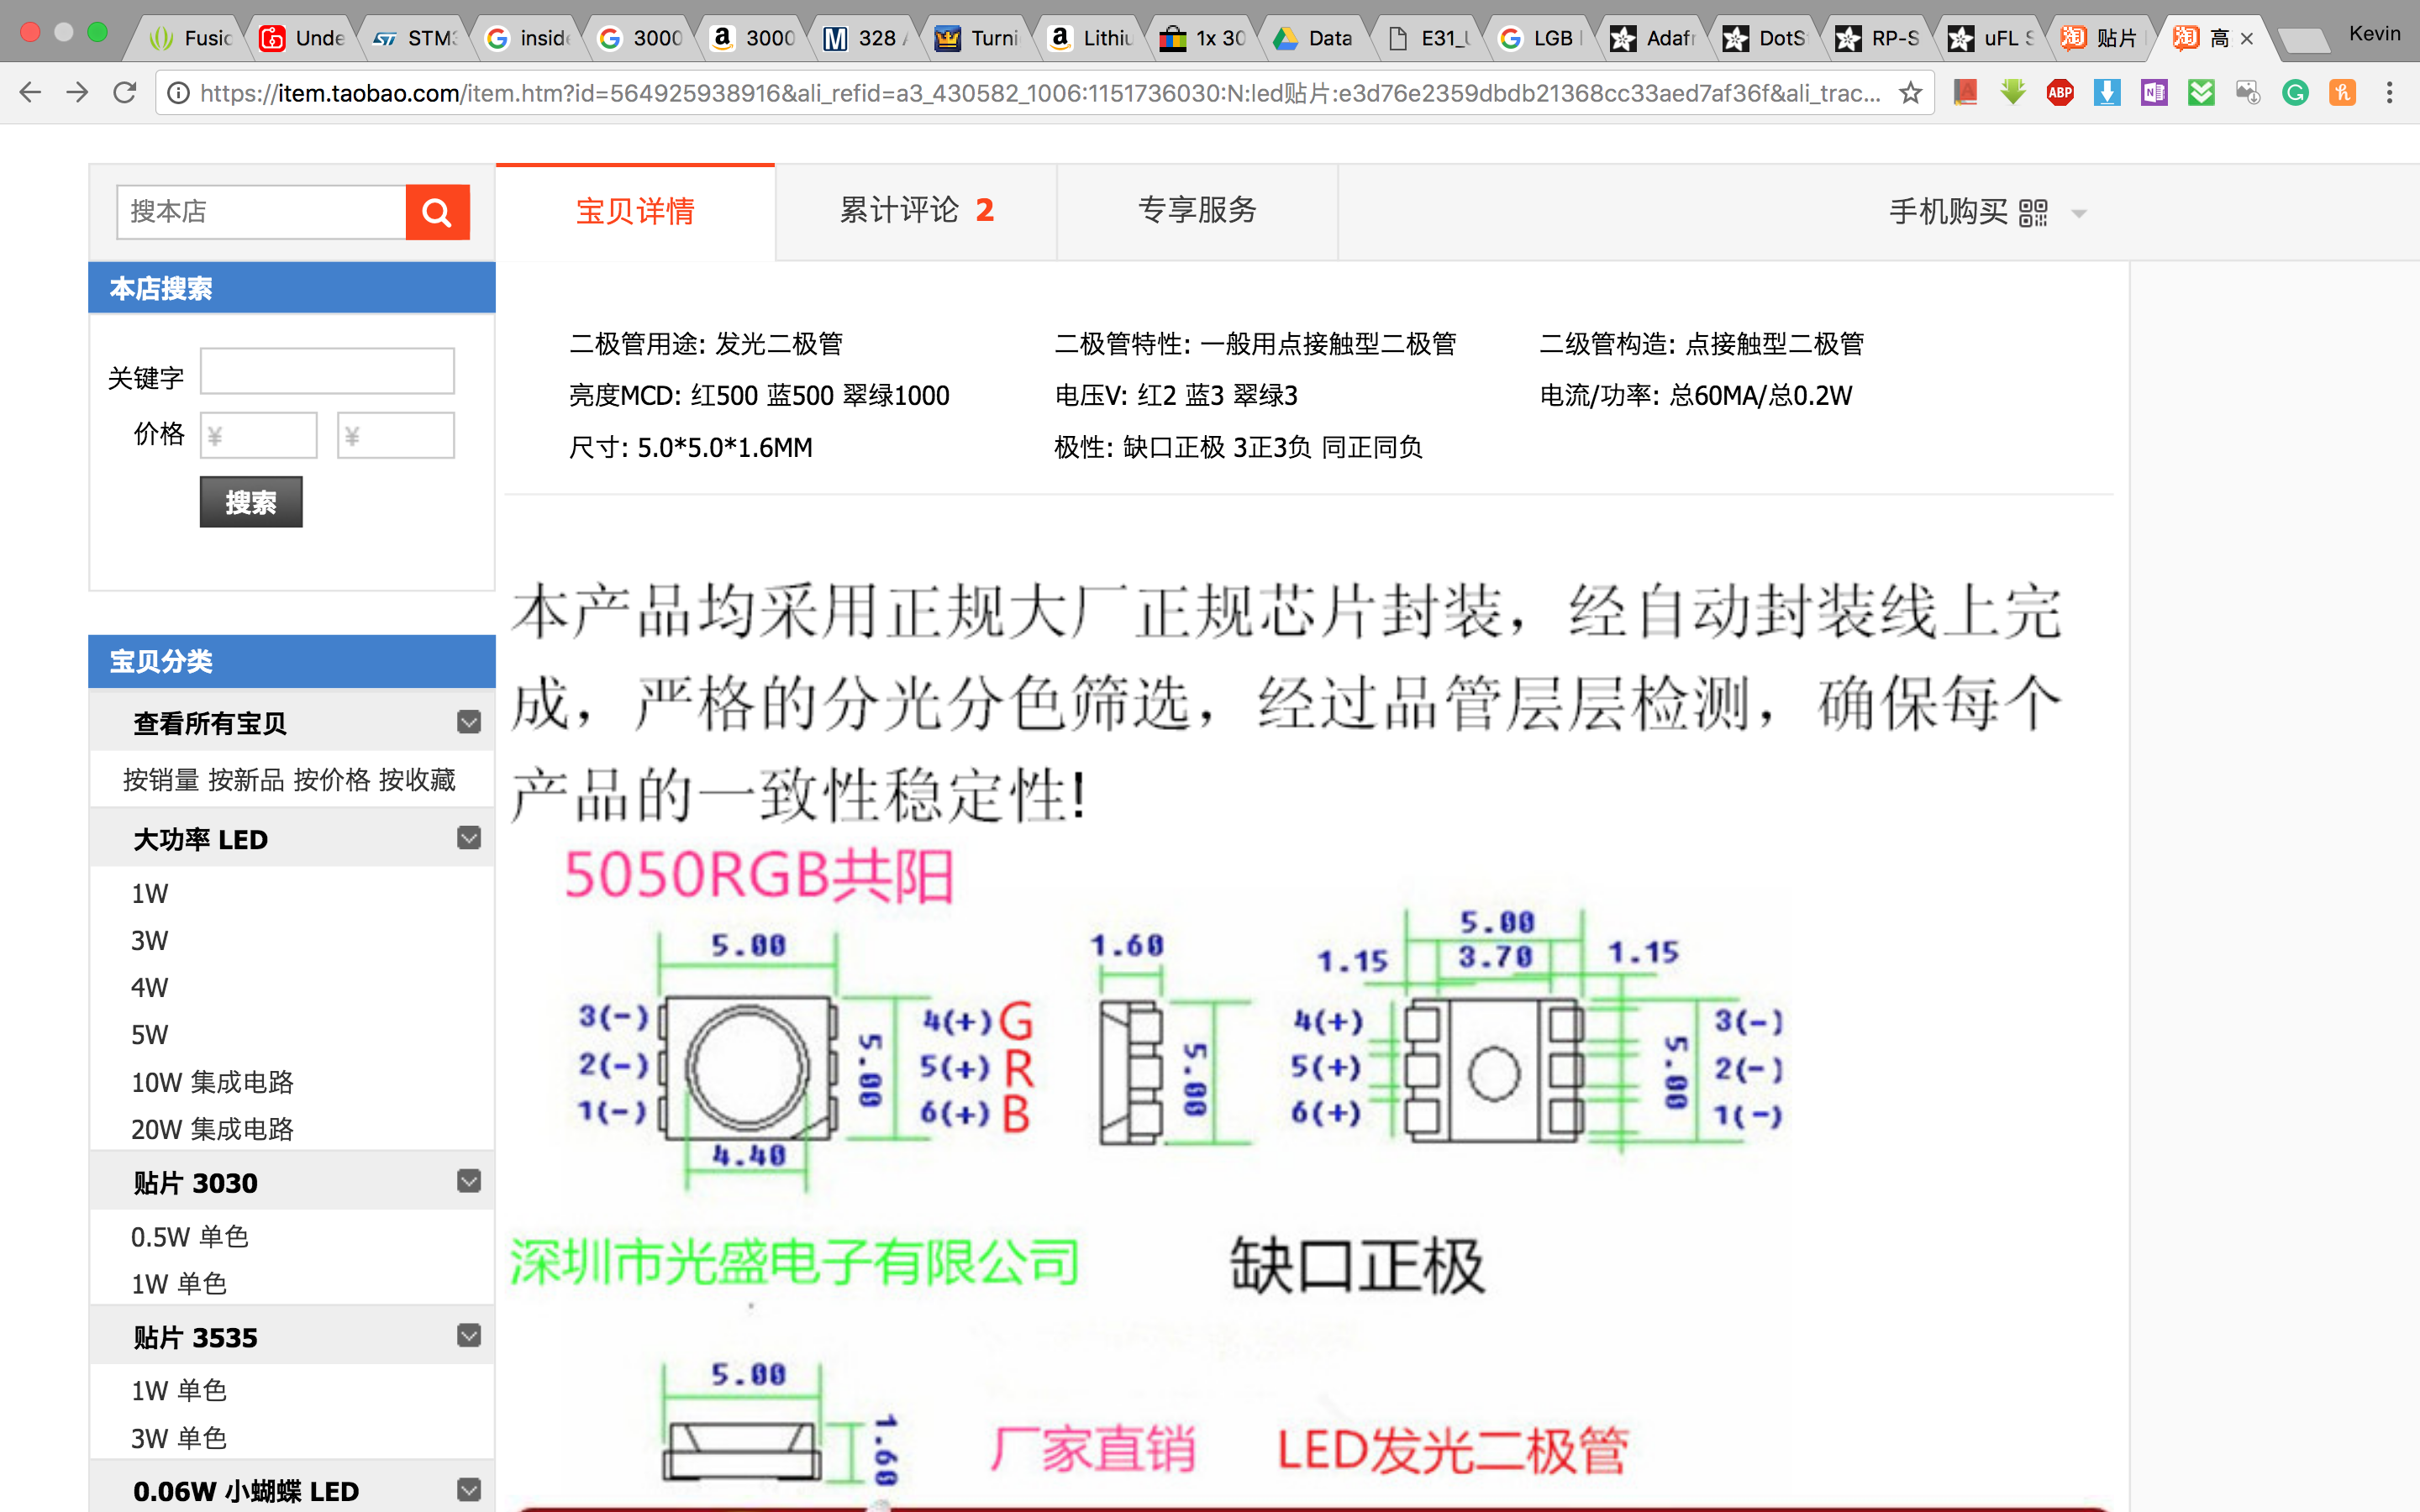 Fusio
Unde
STM3
insid
3000
3000
328 /
Turni
Lithiu
1x 30
Data
E31_U
LGB
Adafr
DotS
RP-S
uFL S
贴片
高
Kevin
https://item.taobao.com/item.htm?id=564925938916&ali_refid=a3_430582_1006:1151736030:N:led贴片:e3d76e2359dbdb21368cc33aed7af36f&ali_trac...
搜本店
宝贝详情
累计评论 2
专享服务
手机购买
本店搜索
关键字
价格 ¥ ¥
搜索
二极管用途: 发光二极管
二极管特性: 一般用点接触型二极管
二级管构造: 点接触型二极管
亮度MCD: 红500 蓝500 翠绿1000
电压V: 红2 蓝3 翠绿3
电流/功率: 总60MA/总0.2W
尺寸: 5.0*5.0*1.6MM
极性: 缺口正极 3正3负 同正同负
宝贝分类
查看所有宝贝
按销量 按新品 按价格 按收藏
大功率 LED
1W
3W
4W
5W
10W 集成电路
20W 集成电路
贴片 3030
0.5W 单色
1W 单色
贴片 3535
1W 单色
3W 单色
0.06W 小蝴蝶 LED
本产品均采用正规大厂正规芯片封装，经自动封装线上完
成，严格的分光分色筛选，经过品管层层检测，确保每个
产品的一致性稳定性!
5050RGB共阳
5.00
3(-)
2(-)
1(-)
5.00
4(+) G
5(+) R
6(+) B
4.40
1.60
5.00
5.00
1.15
3.70
1.15
4(+)
5(+)
6(+)
5.00
3(-)
2(-)
1(-)
深圳市光盛电子有限公司
缺口正极
5.00
1.60
厂家直销
LED发光二极管